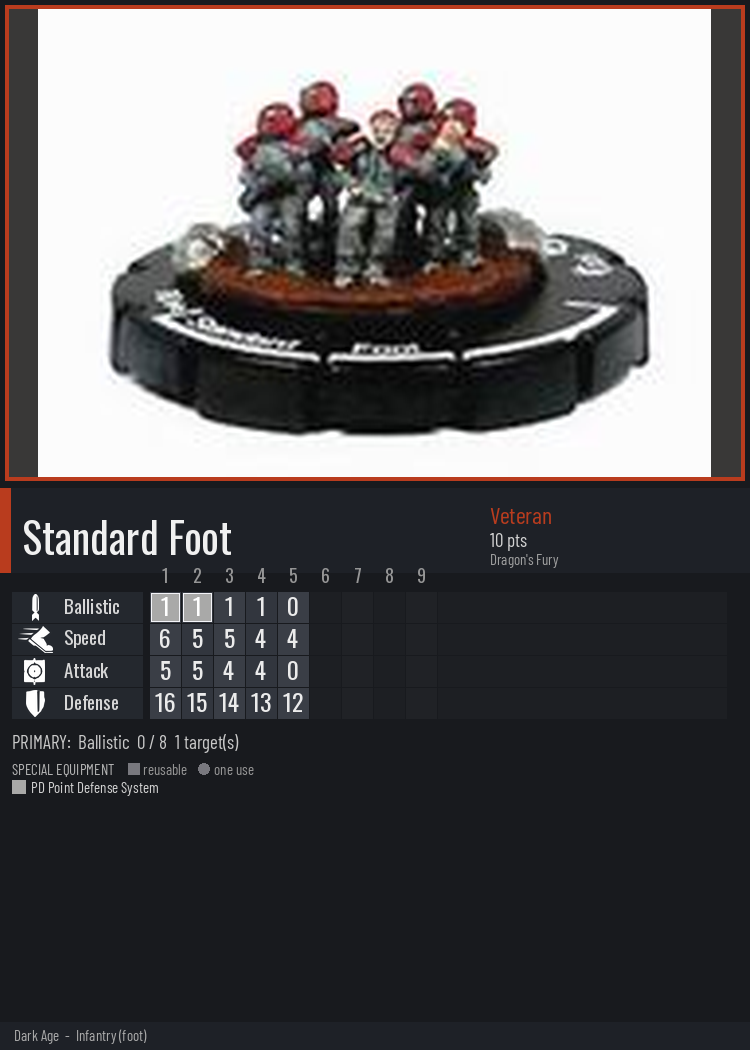 Standard
Foot
Standard Foot
Veteran
10 pts
Dragon's Fury
1 2 3 4 5 6 7 8 9
Ballistic 1 1 1 1 0
Speed 6 5 5 4 4
Attack 5 5 4 4 0
Defense 16 15 14 13 12
PRIMARY: Ballistic 0 / 8 1 target(s)
SPECIAL EQUIPMENT reusable one use
PD Point Defense System
Dark Age - Infantry (foot)